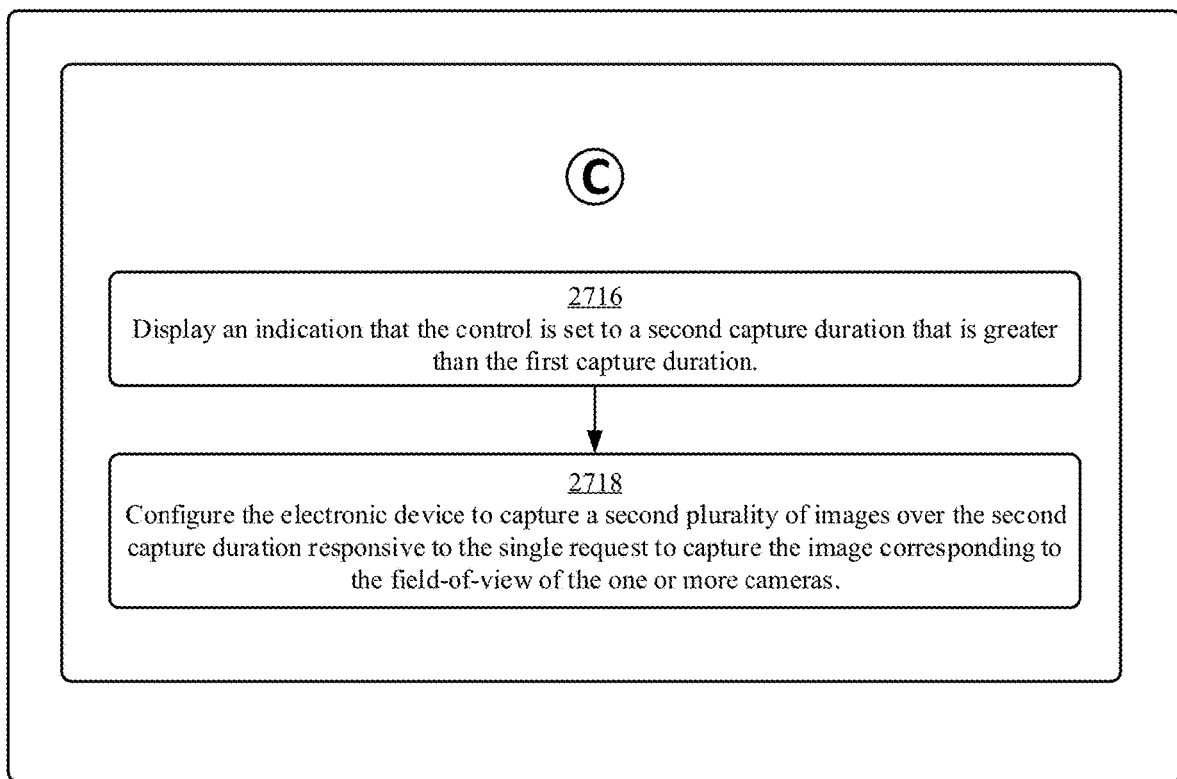 C
2716
Display an indication that the control is set to a second capture duration that is greater
than the first capture duration.
2718
Configure the electronic device to capture a second plurality of images over the second
capture duration responsive to the single request to capture the image corresponding to
the field-of-view of the one or more cameras.